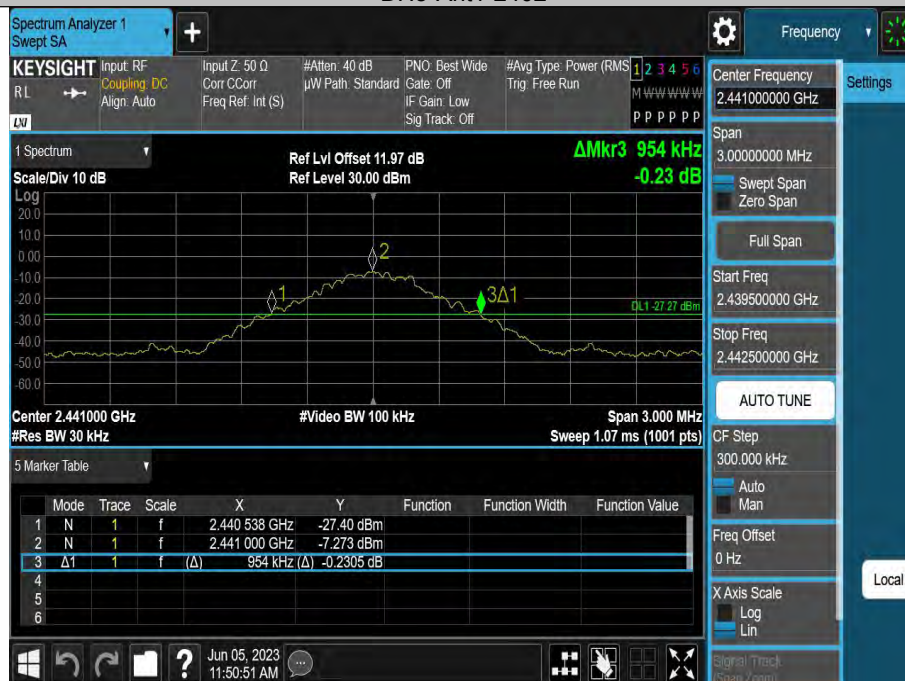 Spectrum Analyzer 1
Swept SA
+
Frequency
KEYSIGHT
RL
LXI
Input: RF
Coupling: DC
Align: Auto
Input Z: 50 Ω
Corr CCorr
Freq Ref: Int (S)
#Atten: 40 dB
µW Path: Standard
PNO: Best Wide
Gate: Off
IF Gain: Low
Sig Track: Off
#Avg Type: Power (RMS
Trig: Free Run
1 2 3 4 5 6
M W W W W W
P P P P P P
Center Frequency
2.441000000 GHz
Settings
Span
3.00000000 MHz
Swept Span
Zero Span
Full Span
Start Freq
2.439500000 GHz
Stop Freq
2.442500000 GHz
AUTO TUNE
CF Step
300.000 kHz
Auto
Man
Freq Offset
0 Hz
X Axis Scale
Log
Lin
Signal Track
(Span Zoom)
Local
1 Spectrum
Scale/Div 10 dB
Ref Lvl Offset 11.97 dB
Ref Level 30.00 dBm
ΔMkr3 954 kHz
-0.23 dB
Log
20.0
10.0
0.00
-10.0
-20.0
-30.0
-40.0
-50.0
-60.0
2
1
3Δ1
DL1 -27.27 dBm
Center 2.441000 GHz
#Video BW 100 kHz
Span 3.000 MHz
#Res BW 30 kHz
Sweep 1.07 ms (1001 pts)
5 Marker Table
Mode Trace Scale X Y Function Function Width Function Value
1 N 1 f 2.440 538 GHz -27.40 dBm
2 N 1 f 2.441 000 GHz -7.273 dBm
3 Δ1 1 f (Δ) 954 kHz (Δ) -0.2305 dB
4
5
6
?
Jun 05, 2023
11:50:51 AM